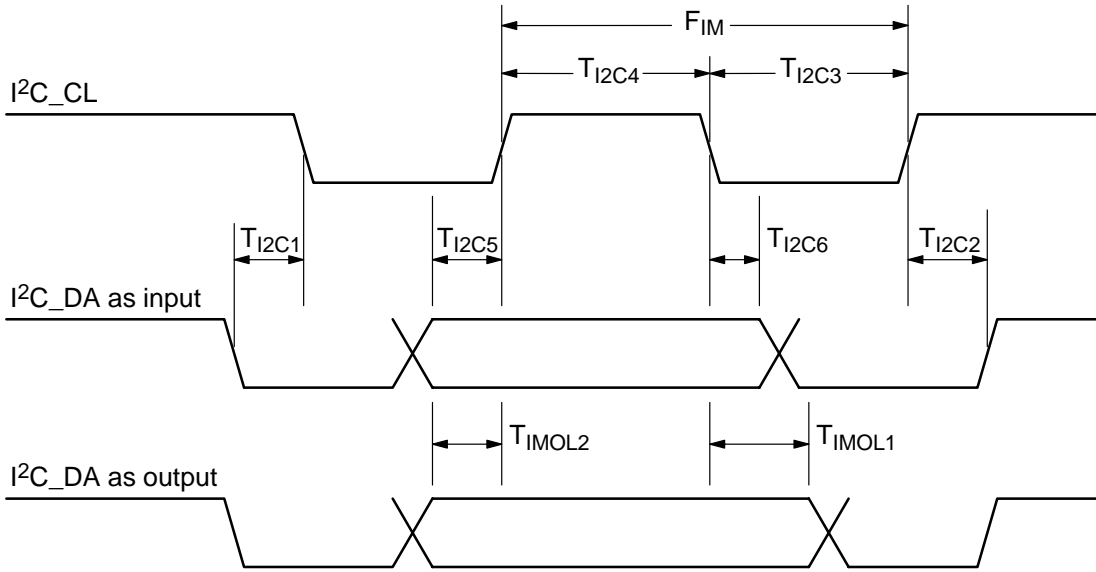 F_IM
T_I2C4 T_I2C3
I²C_CL
T_I2C1 T_I2C5 T_I2C6 T_I2C2
I²C_DA as input
T_IMOL2 T_IMOL1
I²C_DA as output